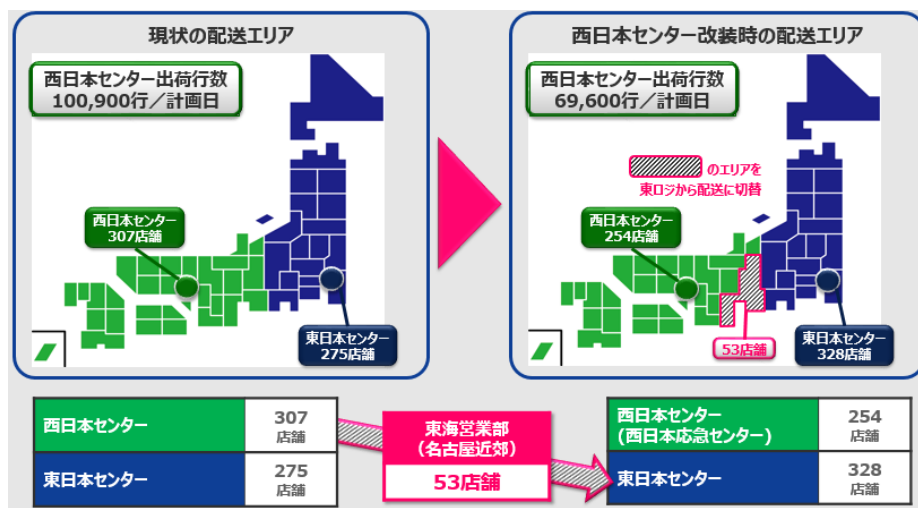 現状の配送エリア
西日本センター出荷行数
100,900行／計画日
西日本センター
307店舗
東日本センター
275店舗
西日本センター改装時の配送エリア
西日本センター出荷行数
69,600行／計画日
のエリアを
東ロジから配送に切替
西日本センター
254店舗
53店舗
東日本センター
328店舗
西日本センター
307
店舗
東日本センター
275
店舗
東海営業部
（名古屋近郊）
53店舗
西日本センター
(西日本応急センター)
254
店舗
東日本センター
328
店舗